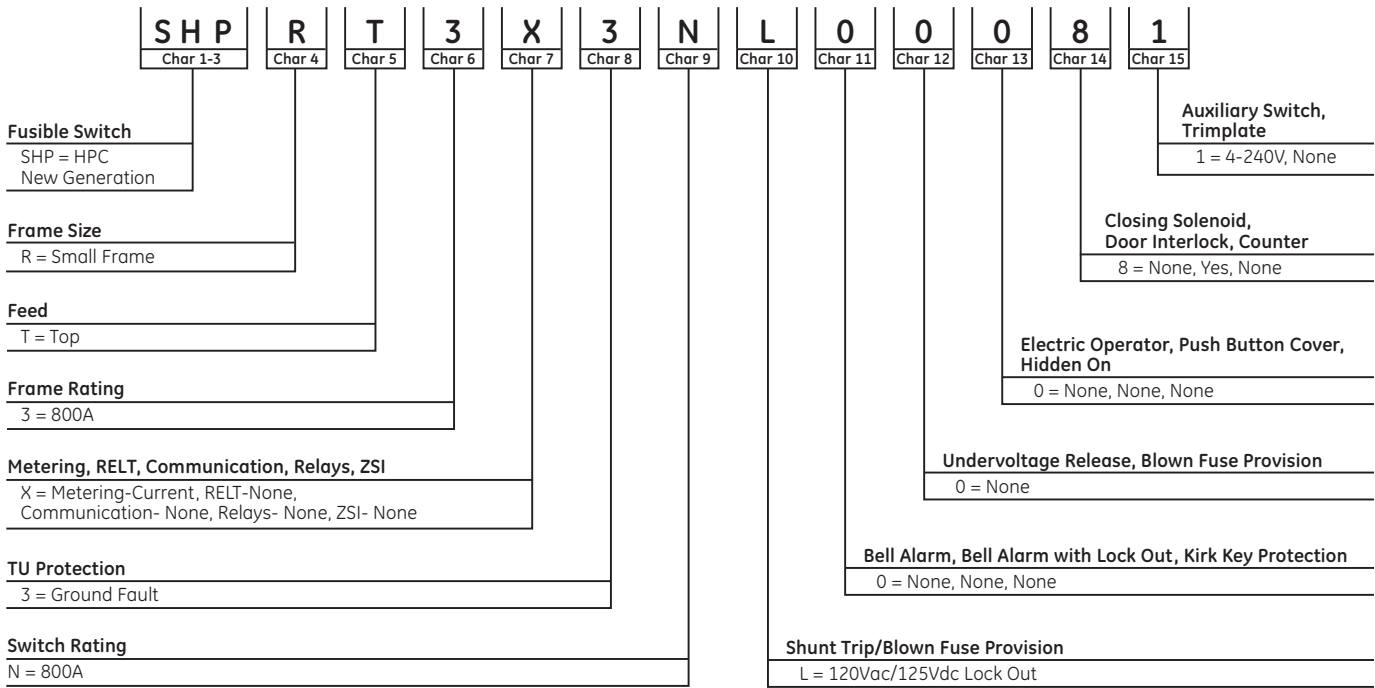 S H P R T 3 X 3 N L 0 0 0 8 1
Char 1-3 Char 4 Char 5 Char 6 Char 7 Char 8 Char 9 Char 10 Char 11 Char 12 Char 13 Char 14 Char 15
Fusible Switch
SHP = HPC
New Generation
Frame Size
R = Small Frame
Feed
T = Top
Frame Rating
3 = 800A
Metering, RELT, Communication, Relays, ZSI
X = Metering-Current, RELT-None,
Communication- None, Relays- None, ZSI- None
TU Protection
3 = Ground Fault
Switch Rating
N = 800A
Auxiliary Switch,
Trimplate
1 = 4-240V, None
Closing Solenoid,
Door Interlock, Counter
8 = None, Yes, None
Electric Operator, Push Button Cover,
Hidden On
0 = None, None, None
Undervoltage Release, Blown Fuse Provision
0 = None
Bell Alarm, Bell Alarm with Lock Out, Kirk Key Protection
0 = None, None, None
Shunt Trip/Blown Fuse Provision
L = 120Vac/125Vdc Lock Out